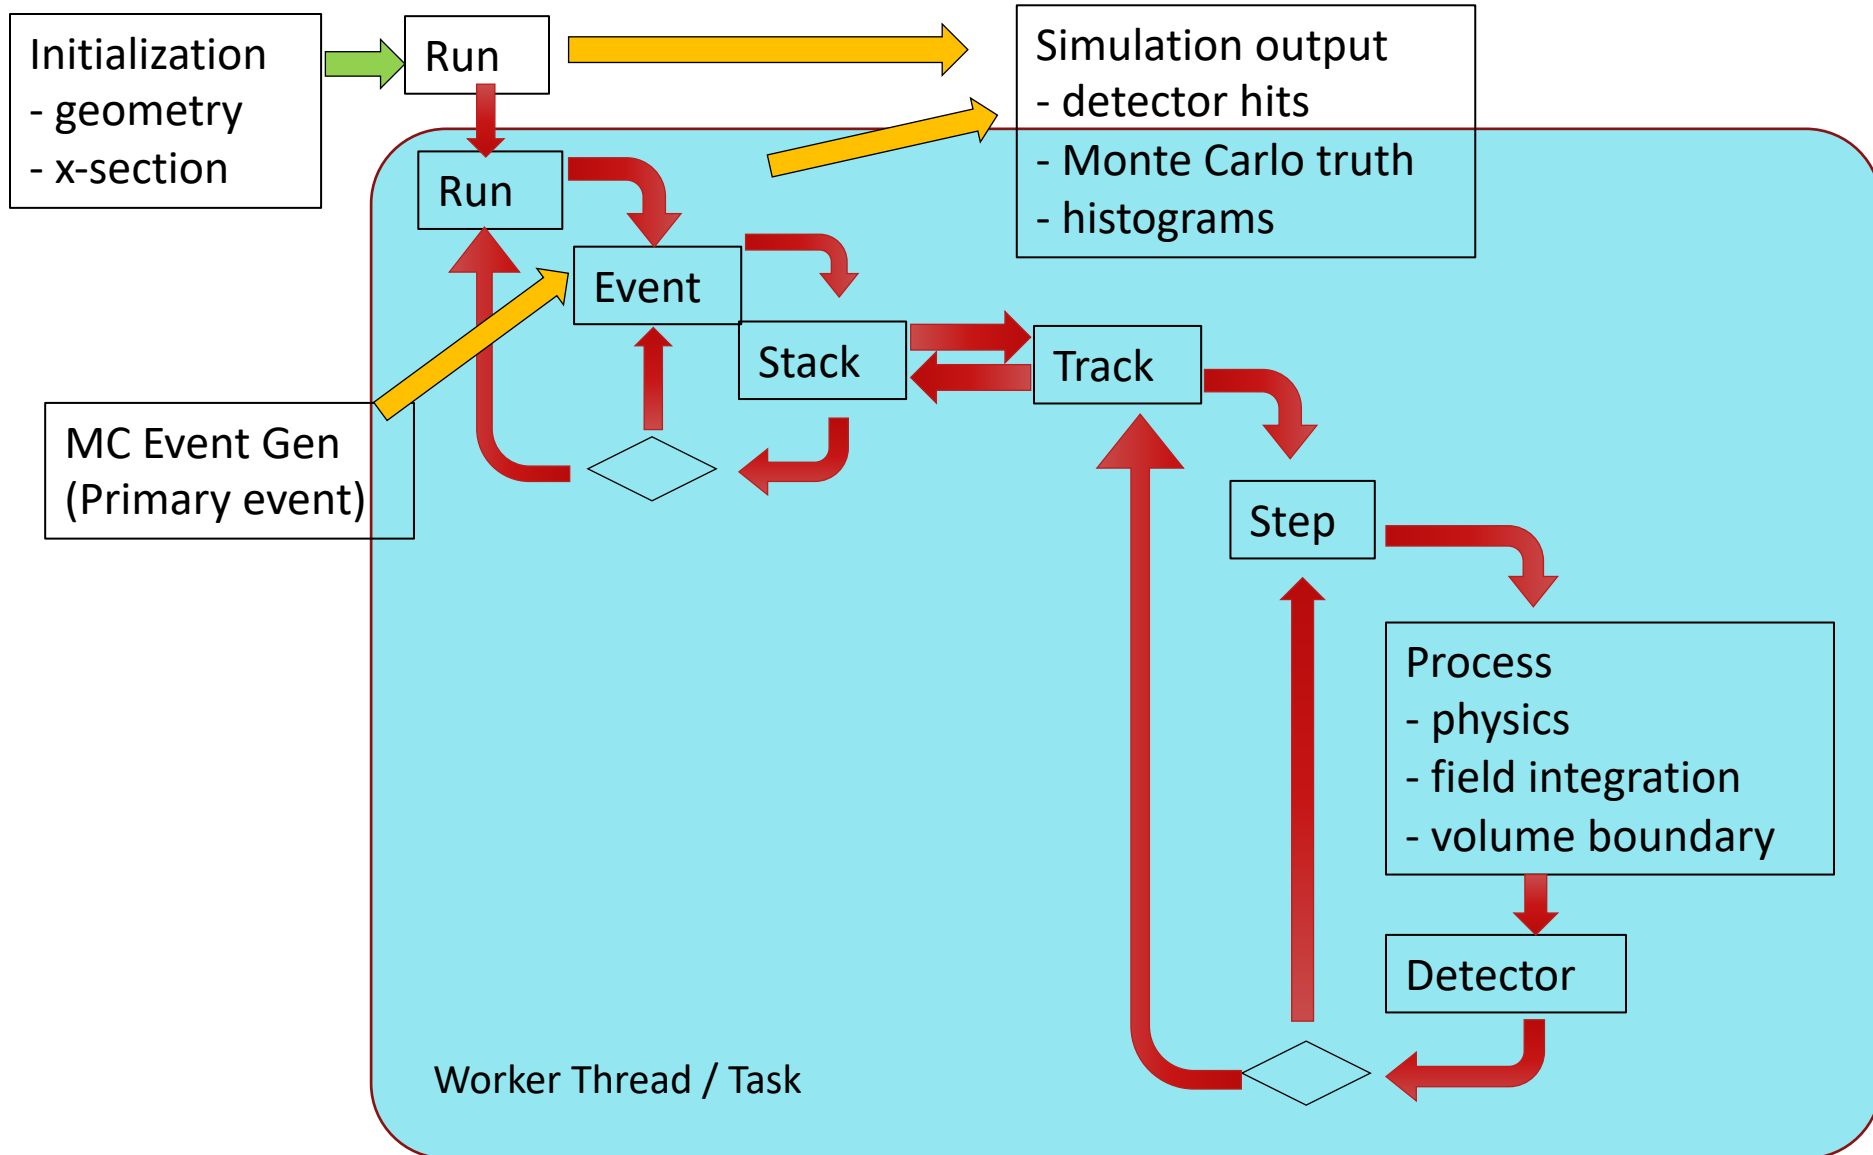 Initialization
- geometry
- x-section
Run
Simulation output
- detector hits
- Monte Carlo truth
- histograms
Run
Event
Stack
Track
MC Event Gen
(Primary event)
Step
Process
- physics
- field integration
- volume boundary
Detector
Worker Thread / Task